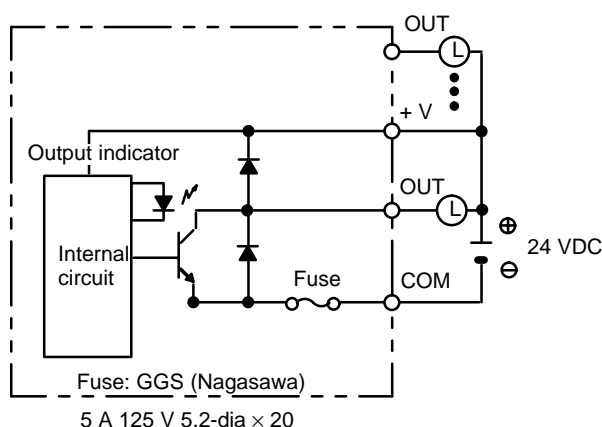 OUT
L
+ V
Output indicator
OUT
L
⊕
24 VDC
Internal
circuit
⊖
Fuse
COM
Fuse: GGS (Nagasawa)
5 A 125 V 5.2-dia × 20